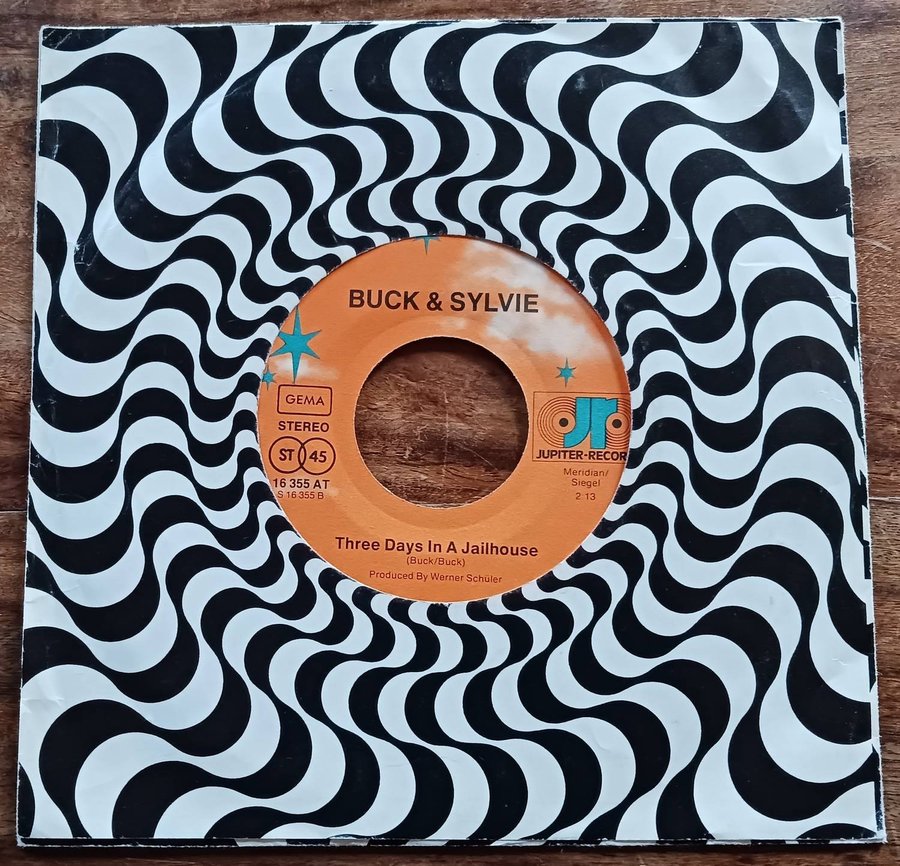 BUCK & SYLVIE
GEMA
STEREO
ST 45
16 355 AT
S 16 355 B
JR
JUPITER-RECOR
Meridian/
Siegel
2 13
Three Days In A Jailhouse
(Buck/Buck)
Produced By Werner Schüler